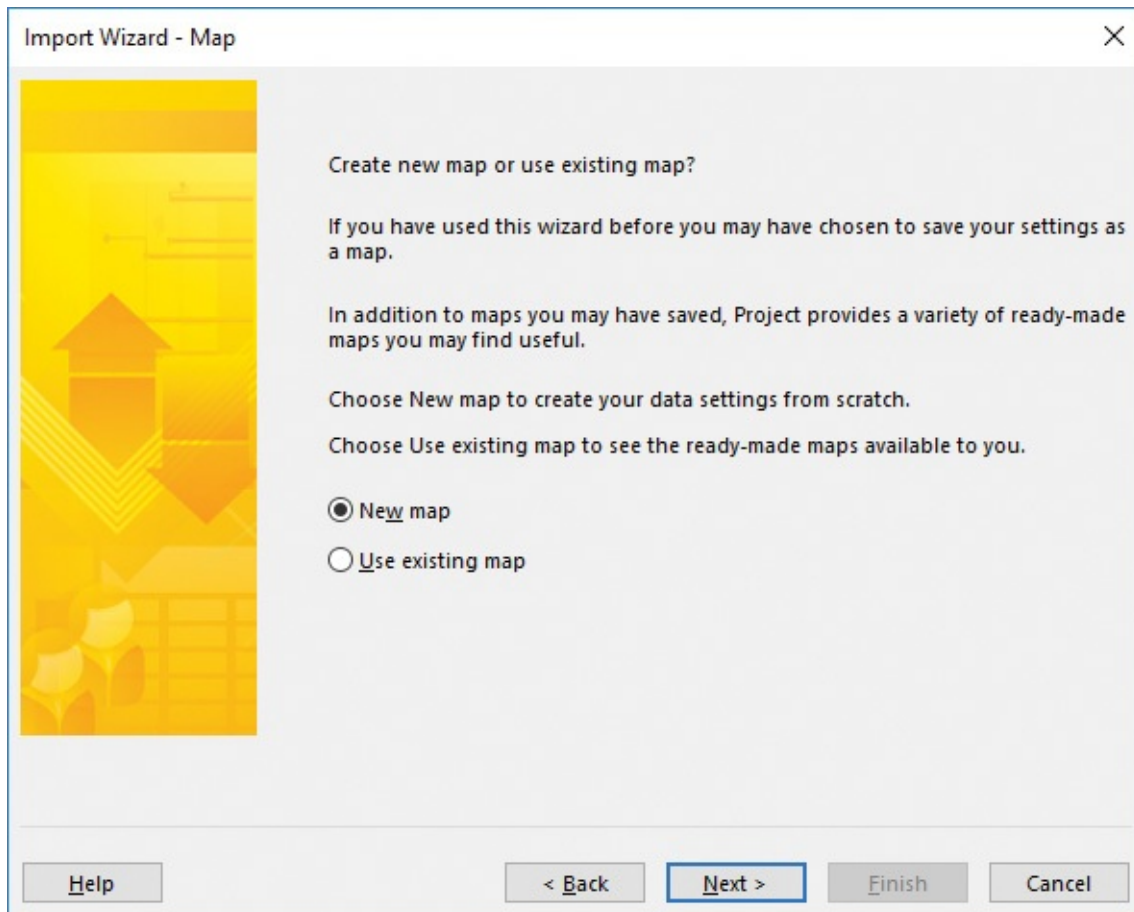 Import Wizard - Map
Create new map or use existing map?
If you have used this wizard before you may have chosen to save your settings as
a map.
In addition to maps you may have saved, Project provides a variety of ready-made
maps you may find useful.
Choose New map to create your data settings from scratch.
Choose Use existing map to see the ready-made maps available to you.
New map
Use existing map
Help
< Back
Next >
Finish
Cancel